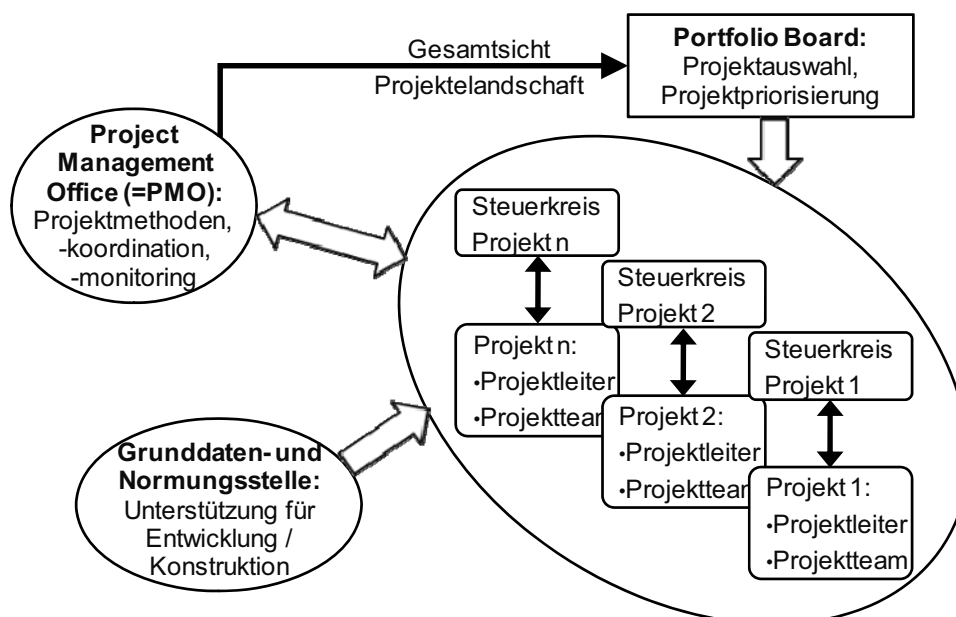 Gesamtsicht
Projektelandschaft
Portfolio Board:
Projektauswahl,
Projektpriorisierung
Project
Management
Office (=PMO):
Projektmethoden,
-koordination,
-monitoring
Steuerkreis
Projekt n
Projekt n:
•Projektleiter
•Projektteam
Steuerkreis
Projekt 2
Projekt 2:
•Projektleiter
•Projektteam
Steuerkreis
Projekt 1
Projekt 1:
•Projektleiter
•Projektteam
Grunddaten- und
Normungsstelle:
Unterstützung für
Entwicklung /
Konstruktion